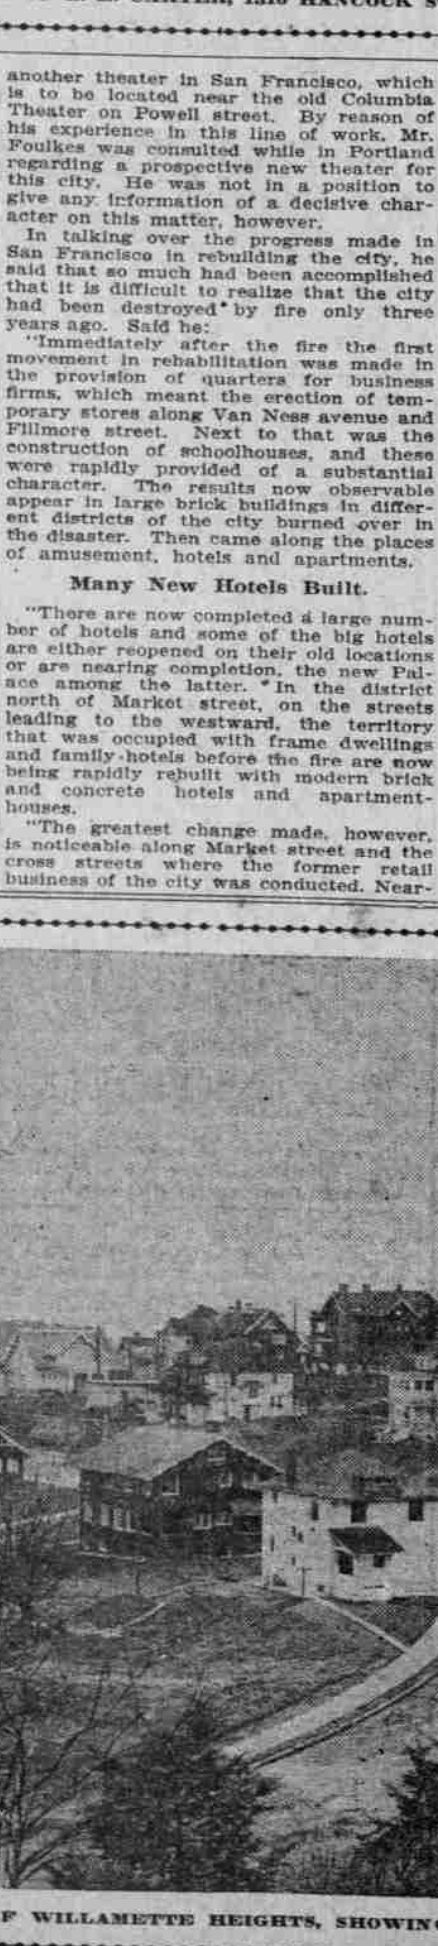 1310 HANCOCK S
another theater in San Francisco, which
is to be located near the old Columbia
Theater on Powell street. By reason of
his experience in this line of work, Mr.
Foulkes was consulted while in Portland
regarding a prospective new theater for
this city. He was not in a position to
give any information of a decisive char-
acter on this matter, however.
In talking over the progress made in
San Francisco in rebuilding the city, he
said that so much had been accomplished
that it is difficult to realize that the city
had been destroyed by fire only three
years ago. Said he:
"Immediately after the fire the first
movement in rehabilitation was made in
the provision of quarters for business
firms, which meant the erection of tem-
porary stores along Van Ness avenue and
Fillmore street. Next to that was the
construction of schoolhouses, and these
were rapidly provided of a substantial
character. The results now observable
appear in large brick buildings in differ-
ent districts of the city burned over in
the disaster. Then came along the places
of amusement, hotels and apartments.
Many New Hotels Built.
"There are now completed a large num-
ber of hotels and some of the big hotels
are either reopened on their old locations
or are nearing completion, the new Pal-
ace among the latter. In the district
north of Market street, on the streets
leading to the westward, the territory
that was occupied with frame dwellings
and family hotels before the fire are now
being rapidly rebuilt with modern brick
and concrete hotels and apartment-
houses.
"The greatest change made, however,
is noticeable along Market street and the
cross streets where the former retail
business of the city was conducted. Near-
F WILLAMETTE HEIGHTS, SHOWING